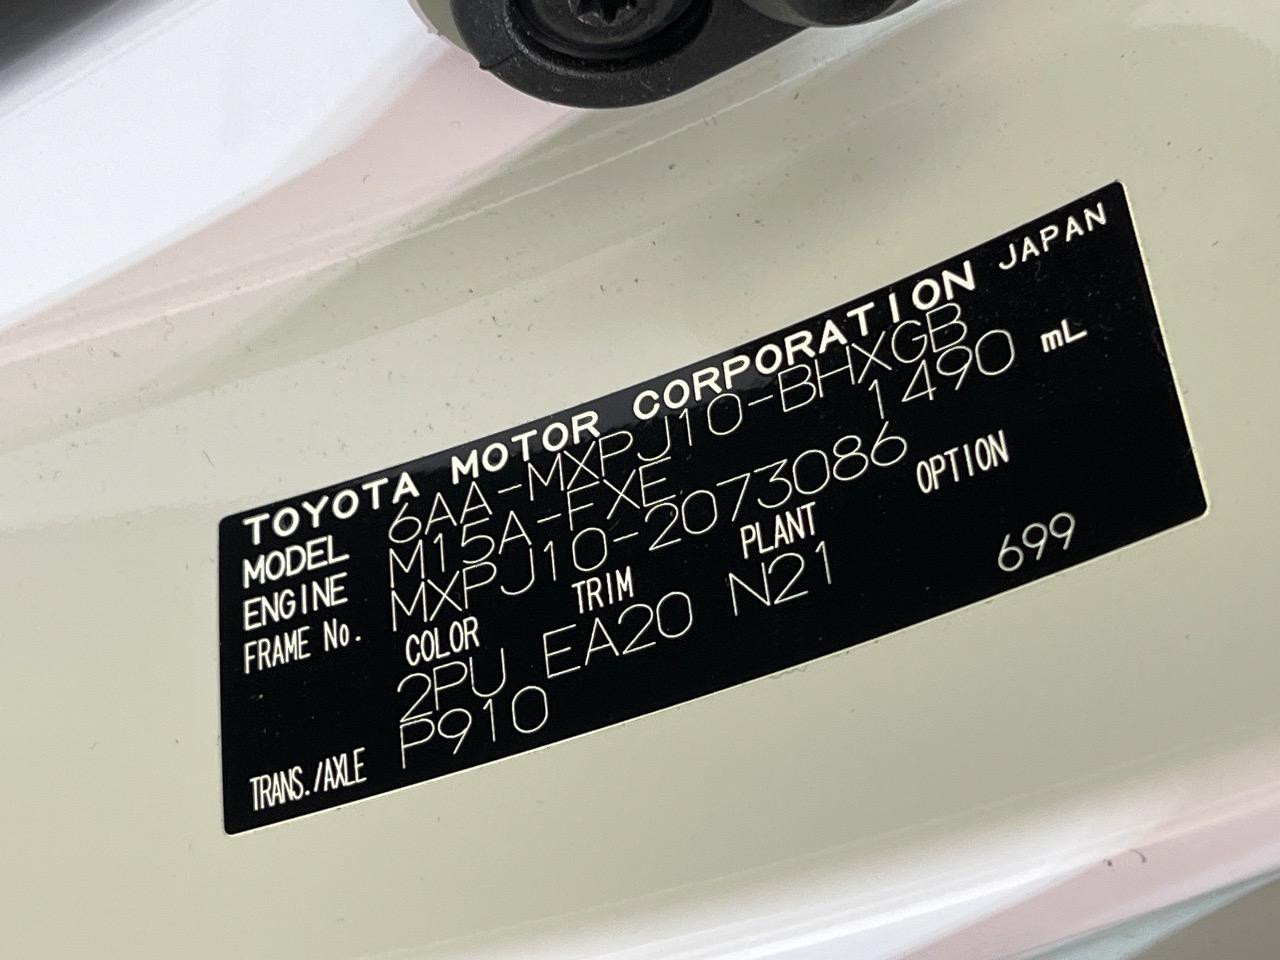 TOYOTA MOTOR CORPORATION JAPAN
MODEL 6AA-MXPJ10-BHXGB
ENGINE M15A-FXE 1490 mL
FRAME No. MXPJ10-2073086
COLOR TRIM PLANT OPTION
2PU EA20 N21 699
TRANS./AXLE P910